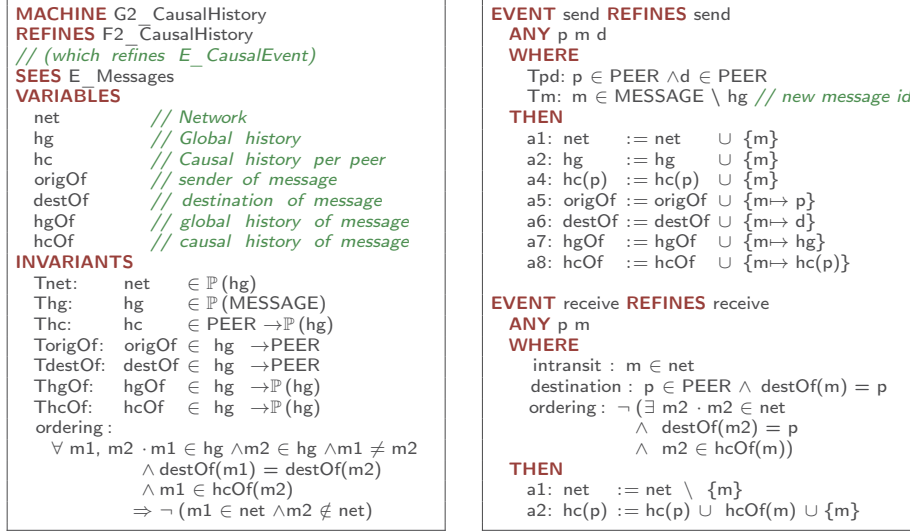 MACHINE G2_CausalHistory
REFINES F2_CausalHistory
// (which refines E_CausalEvent)
SEES E_Messages
VARIABLES
net // Network
hg // Global history
hc // Causal history per peer
origOf // sender of message
destOf // destination of message
hgOf // global history of message
hcOf // causal history of message
INVARIANTS
Tnet: net ∈ ℙ(hg)
Thg: hg ∈ ℙ(MESSAGE)
Thc: hc ∈ PEER →ℙ(hg)
TorigOf: origOf ∈ hg →PEER
TdestOf: destOf ∈ hg →PEER
ThgOf: hgOf ∈ hg →ℙ(hg)
ThcOf: hcOf ∈ hg →ℙ(hg)
ordering :
∀ m1, m2 · m1 ∈ hg ∧m2 ∈ hg ∧m1 ≠ m2
∧ destOf(m1) = destOf(m2)
∧ m1 ∈ hcOf(m2)
⇒ ¬ (m1 ∈ net ∧m2 ∉ net)
EVENT send REFINES send
ANY p m d
WHERE
Tpd: p ∈ PEER ∧d ∈ PEER
Tm: m ∈ MESSAGE \ hg // new message id
THEN
a1: net := net ∪ {m}
a2: hg := hg ∪ {m}
a4: hc(p) := hc(p) ∪ {m}
a5: origOf := origOf ∪ {m↦ p}
a6: destOf := destOf ∪ {m↦ d}
a7: hgOf := hgOf ∪ {m↦ hg}
a8: hcOf := hcOf ∪ {m↦ hc(p)}
EVENT receive REFINES receive
ANY p m
WHERE
intransit : m ∈ net
destination : p ∈ PEER ∧ destOf(m) = p
ordering : ¬ (∃ m2 · m2 ∈ net
∧ destOf(m2) = p
∧ m2 ∈ hcOf(m))
THEN
a1: net := net \ {m}
a2: hc(p) := hc(p) ∪ hcOf(m) ∪ {m}